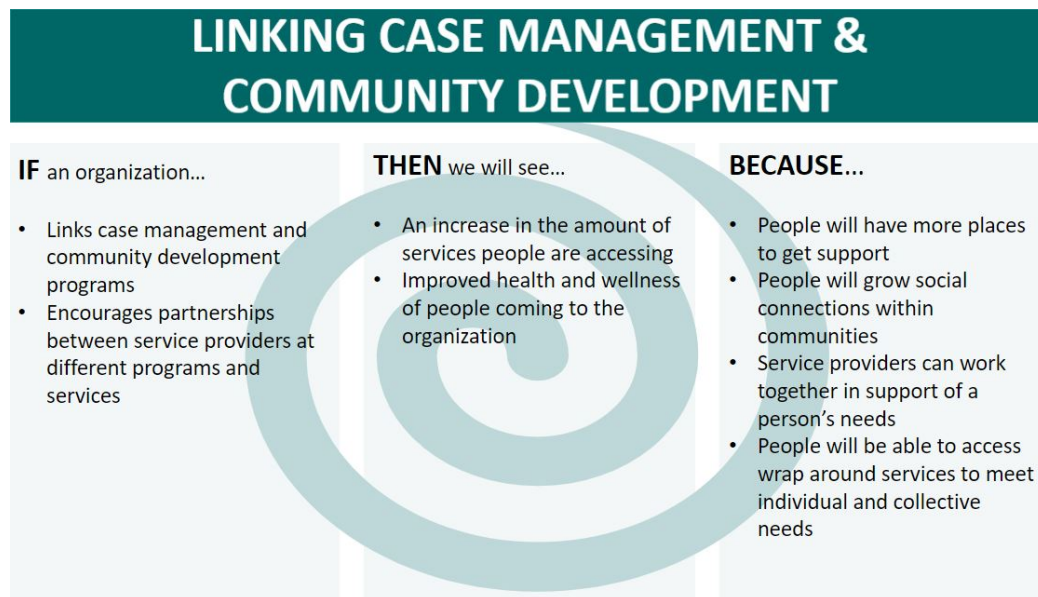 LINKING CASE MANAGEMENT &
COMMUNITY DEVELOPMENT
IF an organization…
• Links case management and
community development
programs
• Encourages partnerships
between service providers at
different programs and
services
THEN we will see…
• An increase in the amount of
services people are accessing
• Improved health and wellness
of people coming to the
organization
BECAUSE…
• People will have more places
to get support
• People will grow social
connections within
communities
• Service providers can work
together in support of a
person’s needs
• People will be able to access
wrap around services to meet
individual and collective
needs